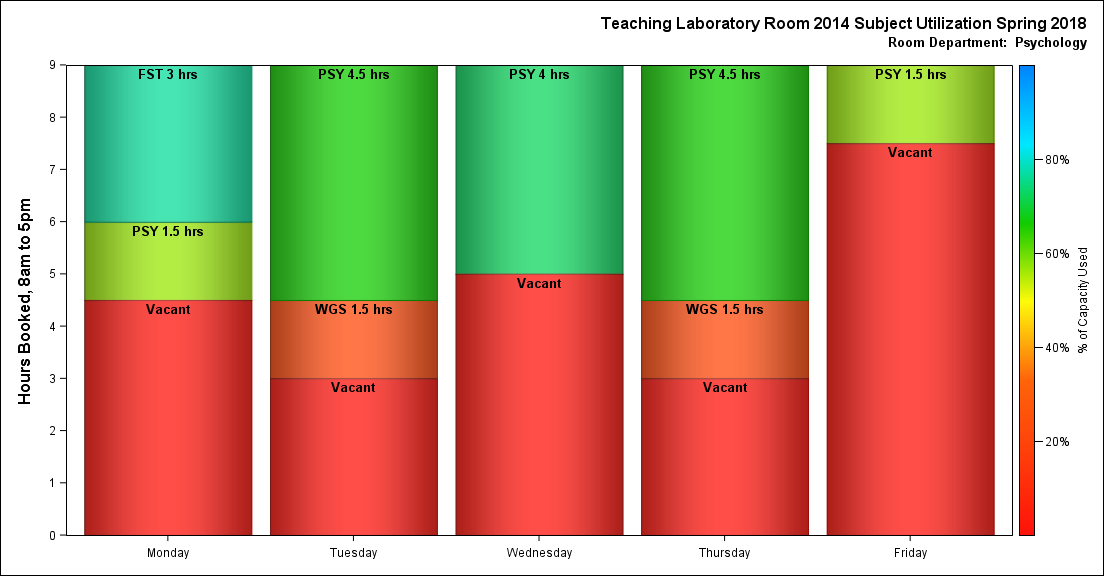 Teaching Laboratory Room 2014 Subject Utilization Spring 2018
Room Department:  Psychology
Hours Booked, 8am to 5pm
9
8
7
6
5
4
3
2
1
0
FST 3 hrs
PSY 1.5 hrs
Vacant
PSY 4.5 hrs
WGS 1.5 hrs
Vacant
PSY 4 hrs
Vacant
PSY 4.5 hrs
WGS 1.5 hrs
Vacant
PSY 1.5 hrs
Vacant
Monday
Tuesday
Wednesday
Thursday
Friday
80%
60%
40%
20%
% of Capacity Used